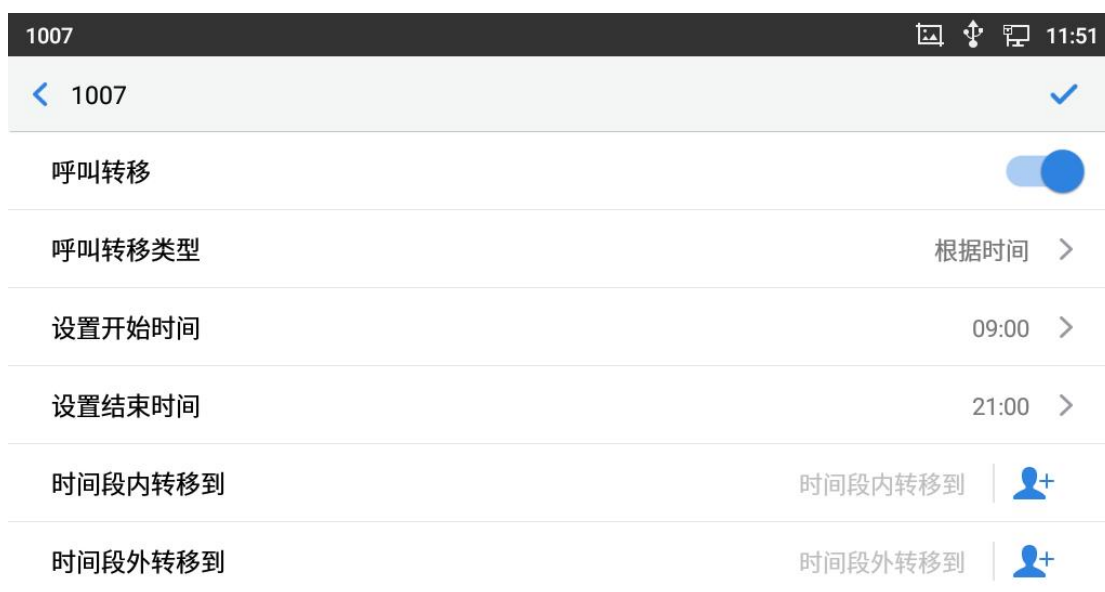 1007 11:51
1007
呼叫转移
呼叫转移类型 根据时间
设置开始时间 09:00
设置结束时间 21:00
时间段内转移到 时间段内转移到
时间段外转移到 时间段外转移到